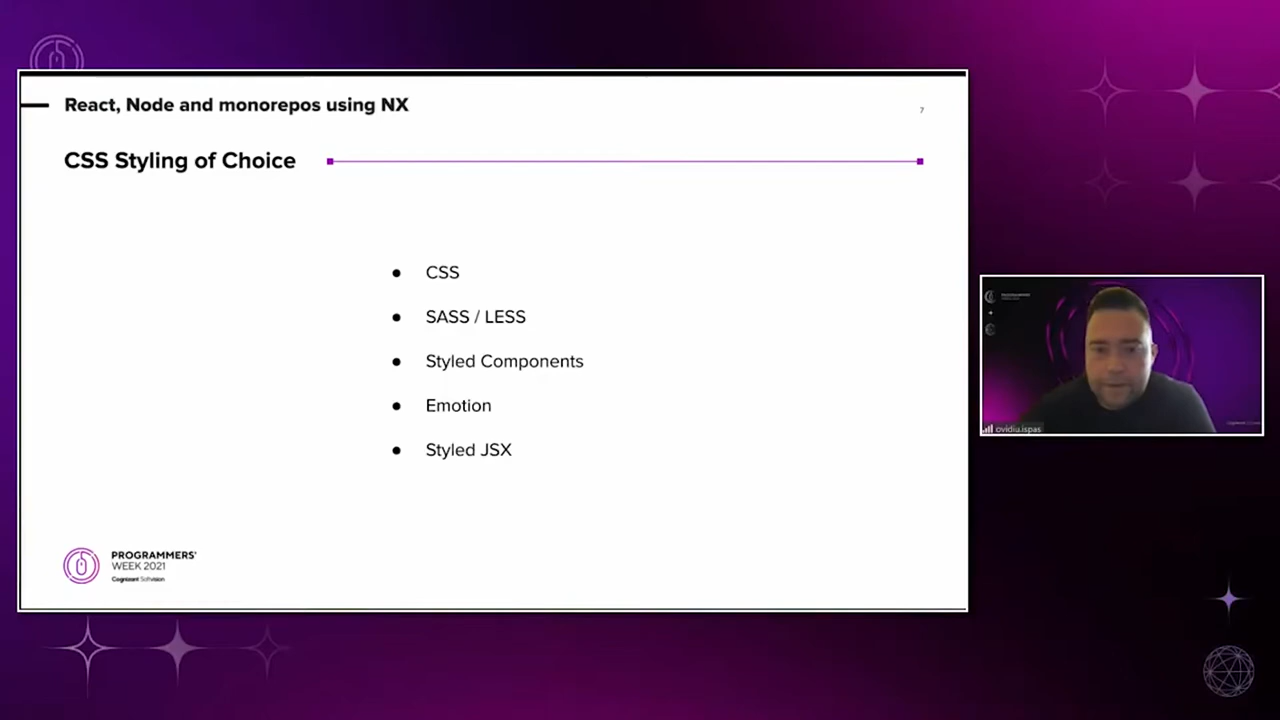 React, Node and monorepos using NX
7
CSS Styling of Choice
● CSS
● SASS / LESS
● Styled Components
● Emotion
● Styled JSX
PROGRAMMERS'
WEEK 2021
Cognizant Softvision
ovidiu.ispas